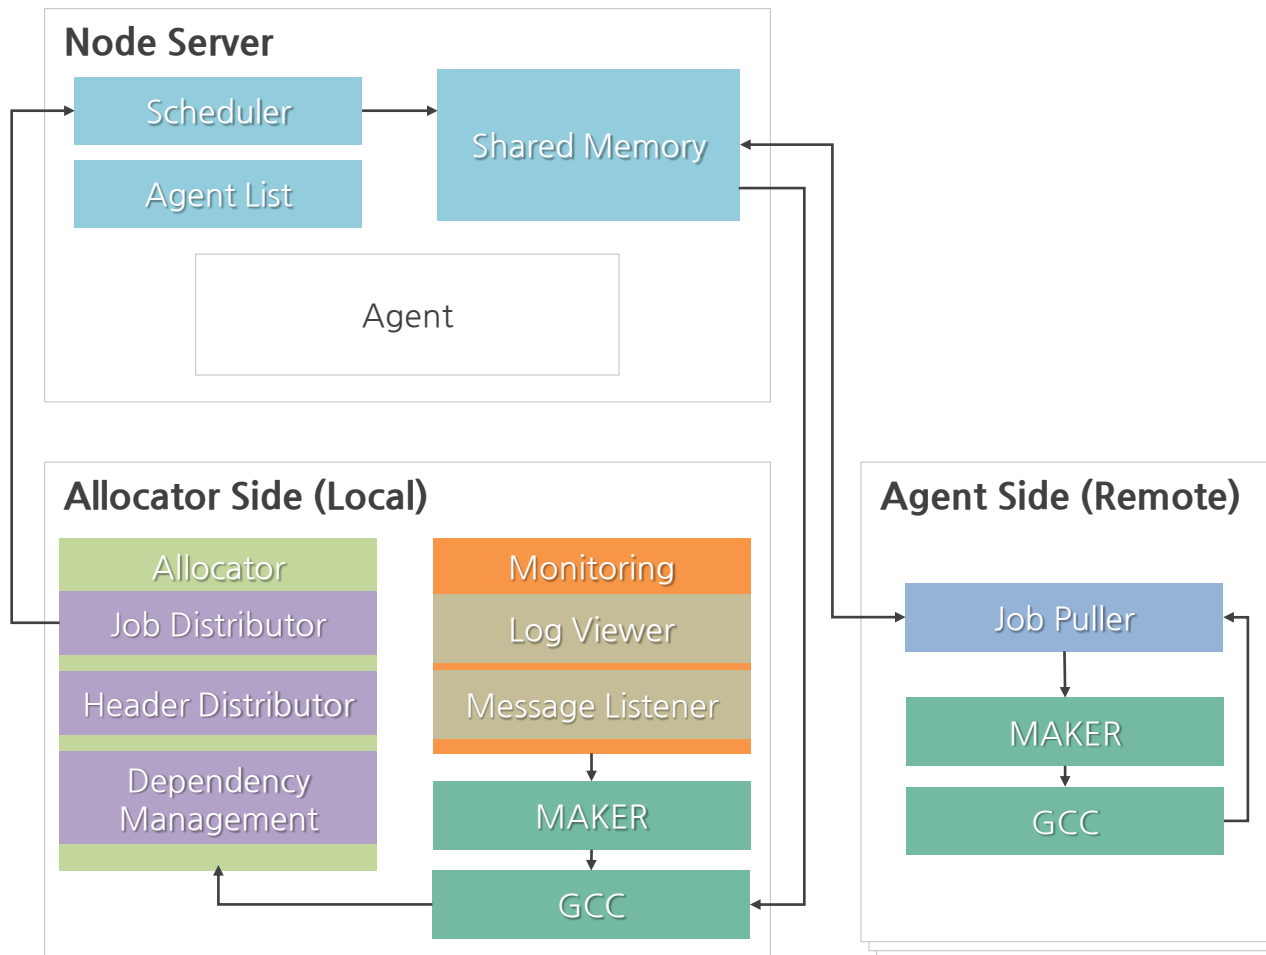 Node Server
Scheduler
Shared Memory
Agent List
Agent
Allocator Side (Local)
Allocator
Job Distributor
Header Distributor
Dependency
Management
Monitoring
Log Viewer
Message Listener
MAKER
GCC
Agent Side (Remote)
Job Puller
MAKER
GCC